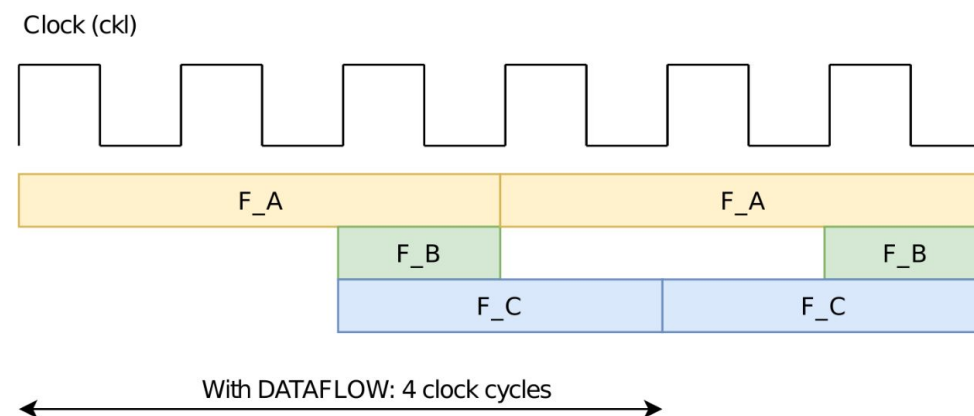 Clock (ckl)
F_A F_A
F_B F_B
F_C F_C
With DATAFLOW: 4 clock cycles